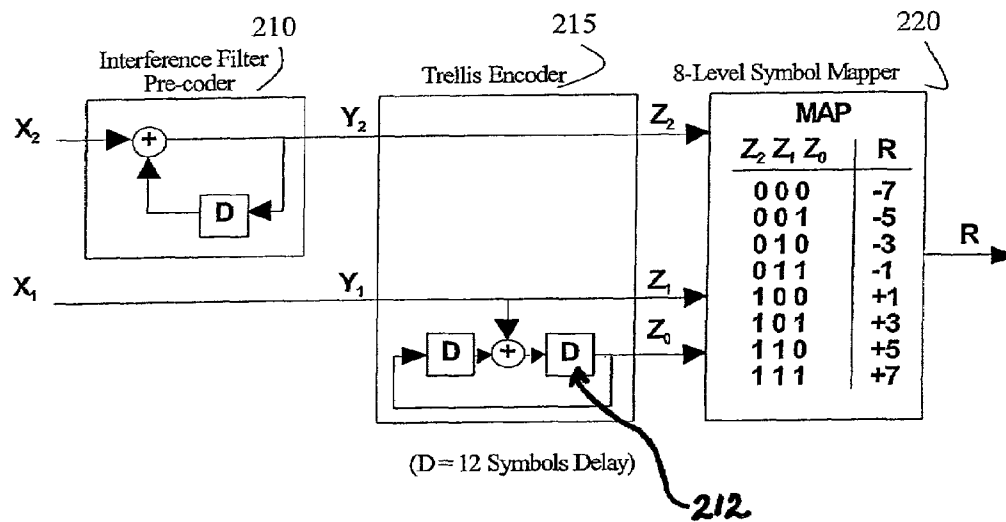 210
215
220
Interference Filter
Pre-coder
Trellis Encoder
8-Level Symbol Mapper
X₂
+
D
Y₂
Z₂
X₁
Y₁
Z₁
Z₀
D
+
D
MAP
Z₂ Z₁ Z₀ R
0 0 0 -7
0 0 1 -5
0 1 0 -3
0 1 1 -1
1 0 0 +1
1 0 1 +3
1 1 0 +5
1 1 1 +7
R
(D = 12 Symbols Delay)
212